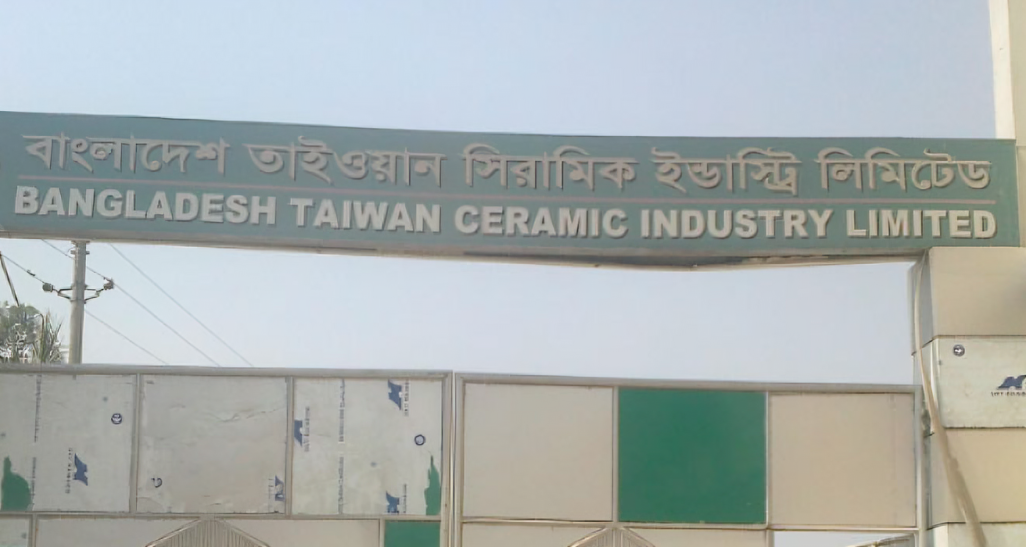 বাংলাদেশ তাইওয়ান সিরামিক ইন্ডাস্ট্রি লিমিটেড
BANGLADESH TAIWAN CERAMIC INDUSTRY LIMITED